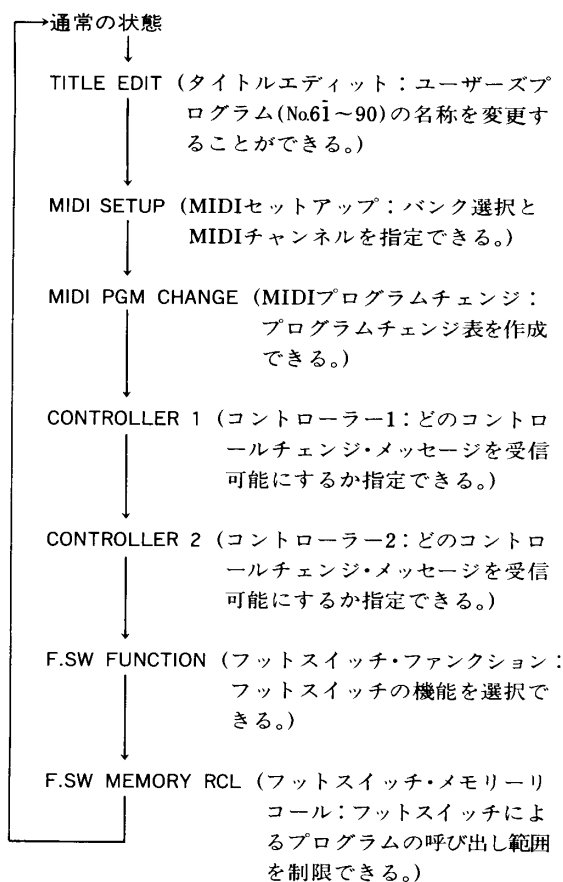 通常の状態
TITLE EDIT (タイトルエディット：ユーザーズプ
ログラム(No.61～90)の名称を変更す
ることができる。)
MIDI SETUP (MIDIセットアップ：バンク選択と
MIDIチャンネルを指定できる。)
MIDI PGM CHANGE (MIDIプログラムチェンジ：
プログラムチェンジ表を作成
できる。)
CONTROLLER 1 (コントローラー1：どのコントロ
ールチェンジ・メッセージを受信
可能にするか指定できる。)
CONTROLLER 2 (コントローラー2：どのコントロ
ールチェンジ・メッセージを受信
可能にするか指定できる。)
F.SW FUNCTION (フットスイッチ・ファンクション：
フットスイッチの機能を選択で
きる。)
F.SW MEMORY RCL (フットスイッチ・メモリーリ
コール：フットスイッチによ
るプログラムの呼び出し範囲
を制限できる。)